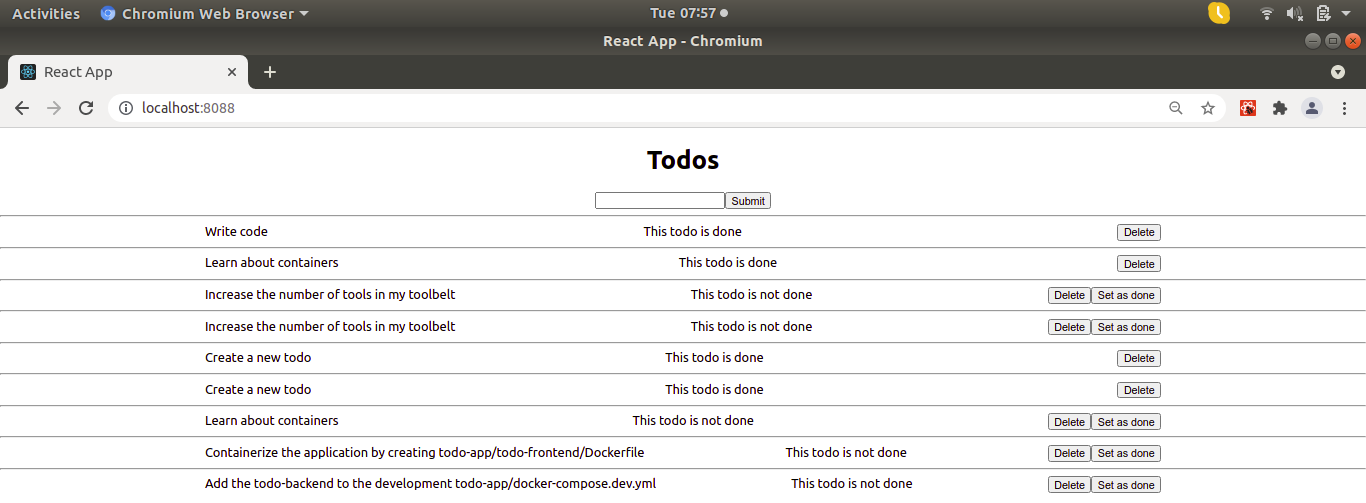 Activities Chromium Web Browser Tue 07:57
React App - Chromium
React App
localhost:8088
Todos
Submit
Write code This todo is done Delete
Learn about containers This todo is done Delete
Increase the number of tools in my toolbelt This todo is not done Delete Set as done
Increase the number of tools in my toolbelt This todo is not done Delete Set as done
Create a new todo This todo is done Delete
Create a new todo This todo is done Delete
Learn about containers This todo is not done Delete Set as done
Containerize the application by creating todo-app/todo-frontend/Dockerfile This todo is not done Delete Set as done
Add the todo-backend to the development todo-app/docker-compose.dev.yml This todo is not done Delete Set as done